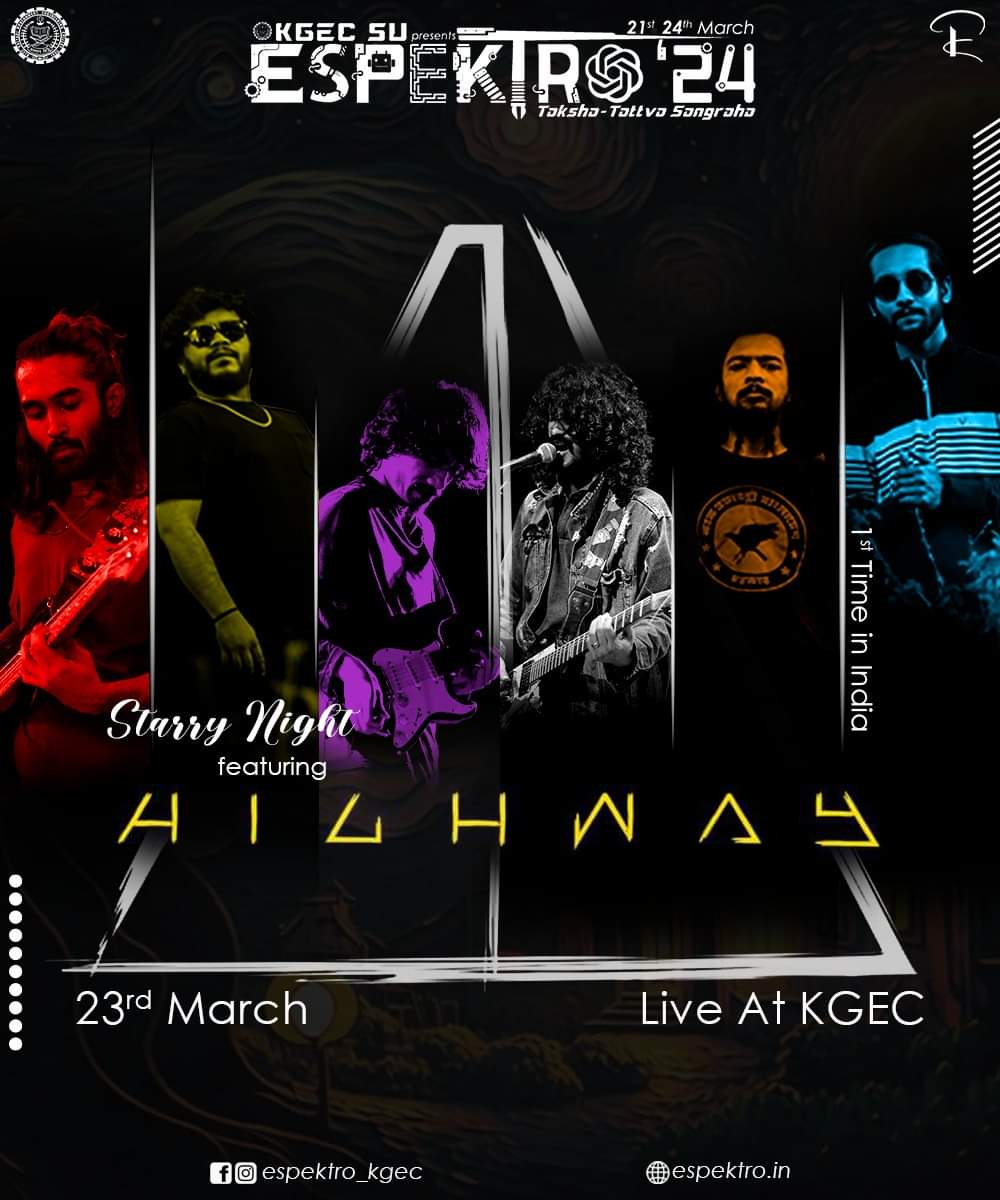 KGEC SU presents
21st 24th March
ESPEKTRO '24
Taksha-Tattva Sangraha
1st Time in India
Starry Night
featuring
HIGHWAY
23rd March
Live At KGEC
espektro_kgec
espektro.in